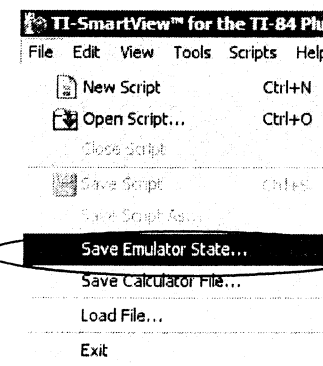 TI-SmartView™ for the TI-84 Plu
File Edit View Tools Scripts Help
New Script Ctrl+N
Open Script... Ctrl+O
Close Script
Save Script Ctrl+S
Save Script As...
Save Emulator State...
Save Calculator File...
Load File...
Exit